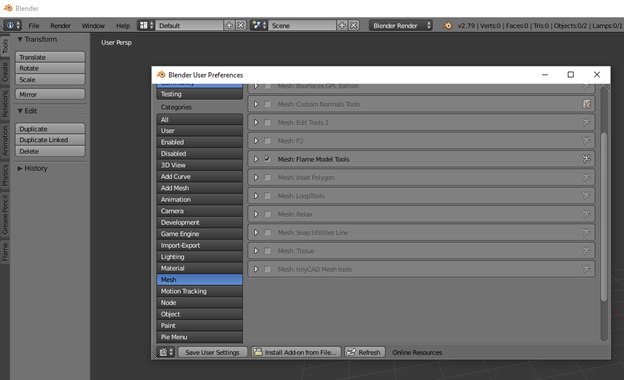 Blender
File Render Window Help Default Scene Blender Render v2.79 | Verts:0 | Faces:0 | Tris:0 | Objects:0/2 | Lamps:0/1
Tools
Create
Relations
Animation
Physics
Grease Pencil
Flame
Transform
Translate
Rotate
Scale
Mirror
Edit
Duplicate
Duplicate Linked
Delete
History
User Persp
Blender User Preferences
Testing
Categories
All
User
Enabled
Disabled
3D View
Add Curve
Add Mesh
Animation
Camera
Development
Game Engine
Import-Export
Lighting
Material
Mesh
Motion Tracking
Node
Object
Paint
Pie Menu
Mesh: Bsurfaces GPL Edition
Mesh: Custom Normals Tools
Mesh: Edit Tools 2
Mesh: F2
Mesh: Flame Model Tools
Mesh: Inset Polygon
Mesh: LoopTools
Mesh: Relax
Mesh: Snap Utilities Line
Mesh: Tissue
Mesh: tinyCAD Mesh tools
Save User Settings Install Add-on from File... Refresh Online Resources